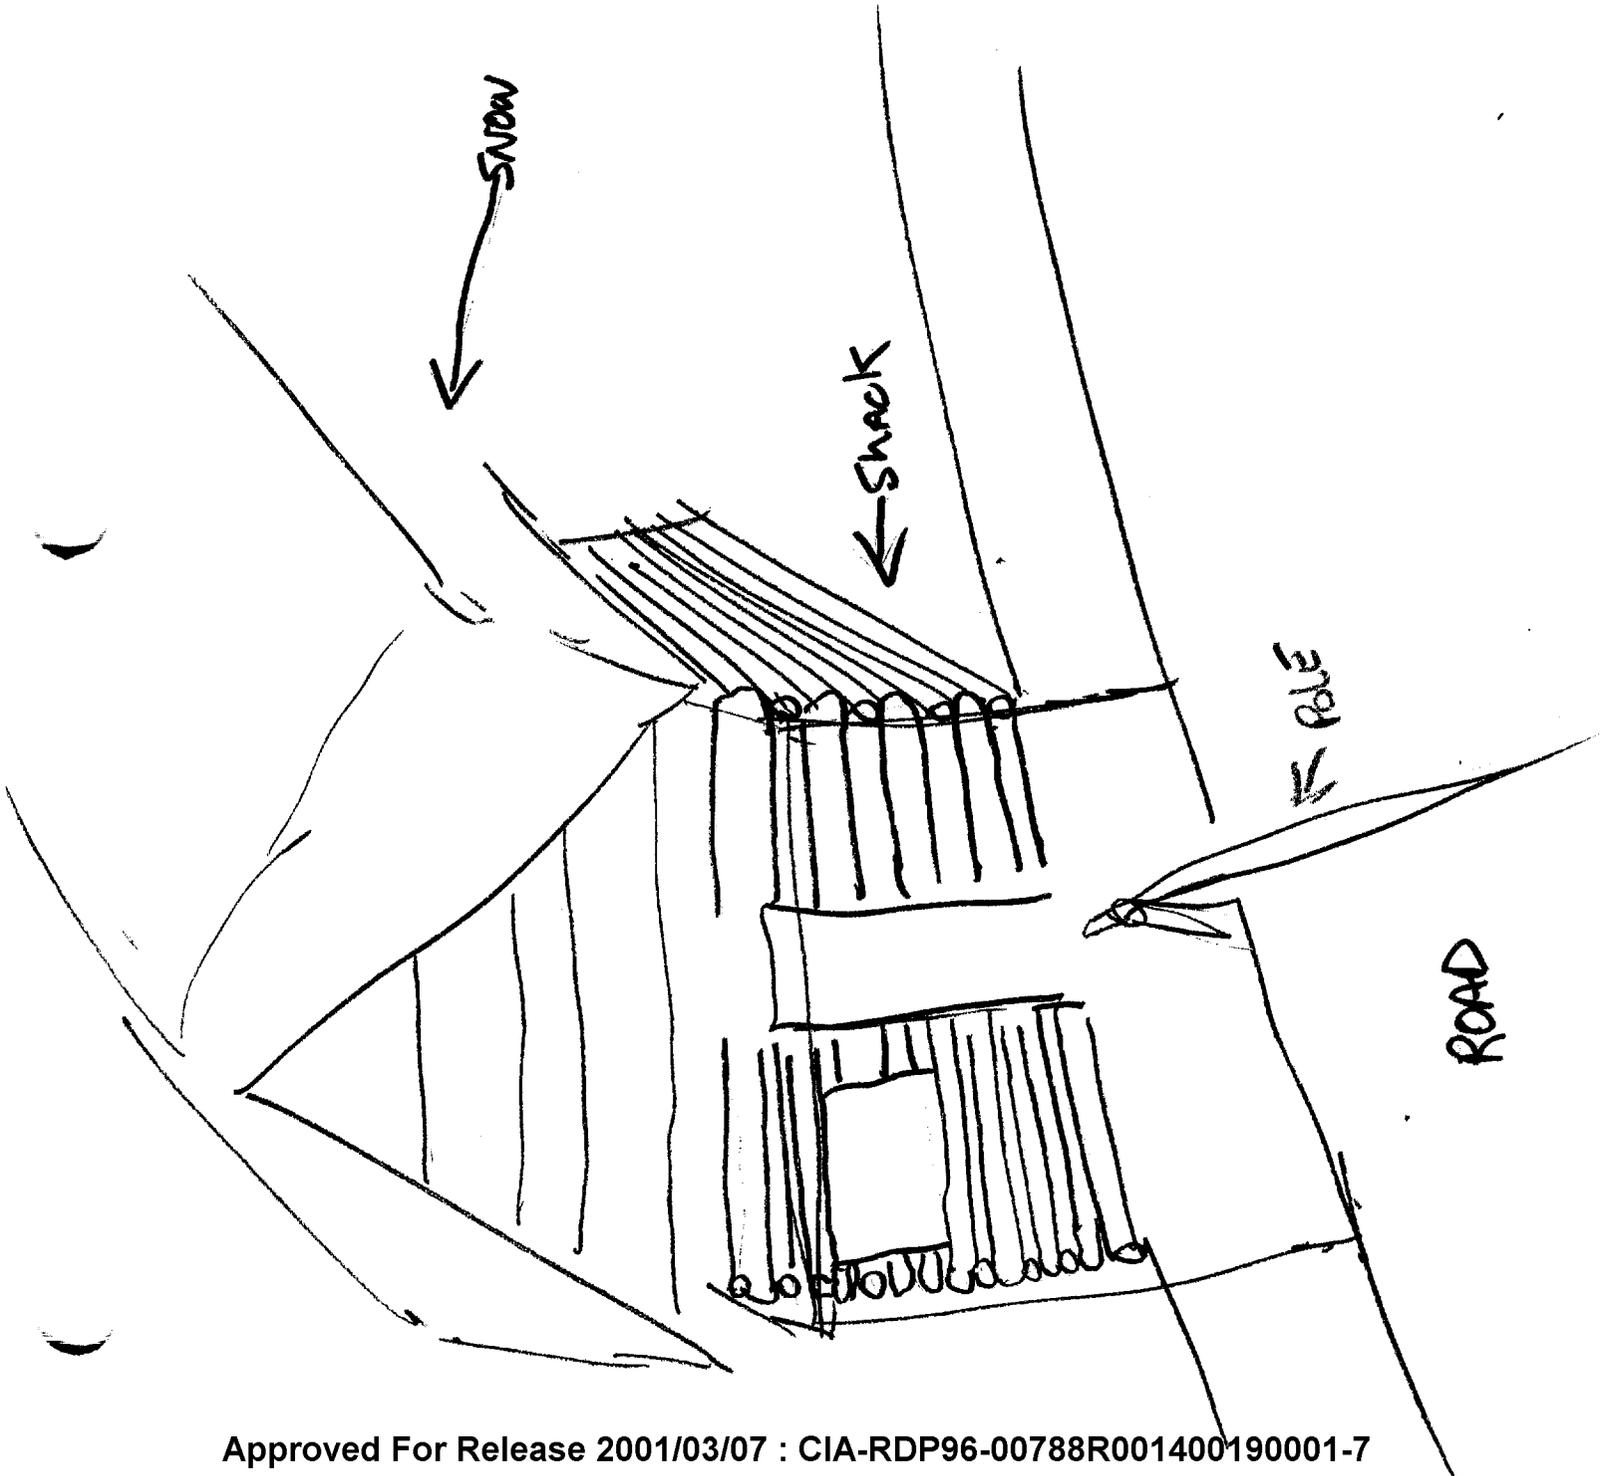 SNOW
SHACK
POLE
ROAD
Approved For Release 2001/03/07 : CIA-RDP96-00788R001400190001-7